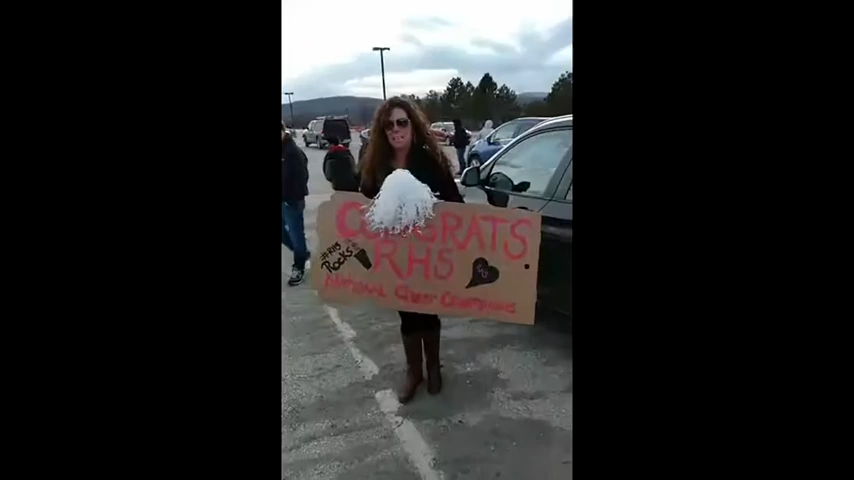 CONGRATS
RHS
#RHS
Rocks
National Cheer Champions